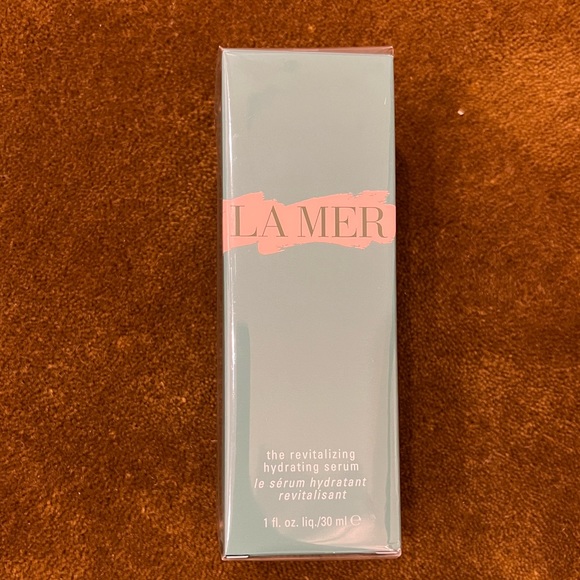 LA MER
the revitalizing
hydrating serum
le sérum hydratant
revitalisant
1 fl. oz. liq./30 ml ℮